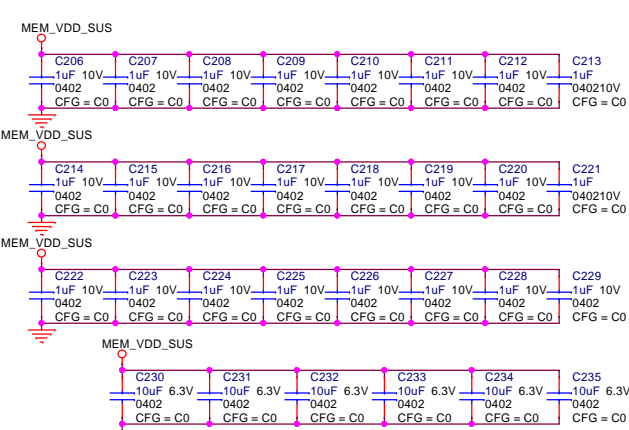 MEM_VDD_SUS
C206 C207 C208 C209 C210 C211 C212 C213
1uF 10V 1uF 10V 1uF 10V 1uF 10V 1uF 10V 1uF 10V 1uF 10V 1uF
0402 0402 0402 0402 0402 0402 0402 040210V
CFG = C0 CFG = C0 CFG = C0 CFG = C0 CFG = C0 CFG = C0 CFG = C0 CFG = C0
MEM_VDD_SUS
C214 C215 C216 C217 C218 C219 C220 C221
1uF 10V 1uF 10V 1uF 10V 1uF 10V 1uF 10V 1uF 10V 1uF 10V 1uF
0402 0402 0402 0402 0402 0402 0402 040210V
CFG = C0 CFG = C0 CFG = C0 CFG = C0 CFG = C0 CFG = C0 CFG = C0 CFG = C0
MEM_VDD_SUS
C222 C223 C224 C225 C226 C227 C228 C229
1uF 10V 1uF 10V 1uF 10V 1uF 10V 1uF 10V 1uF 10V 1uF 10V 1uF 10V
0402 0402 0402 0402 0402 0402 0402 0402
CFG = C0 CFG = C0 CFG = C0 CFG = C0 CFG = C0 CFG = C0 CFG = C0 CFG = C0
MEM_VDD_SUS
C230 C231 C232 C233 C234 C235
10uF 6.3V 10uF 6.3V 10uF 6.3V 10uF 6.3V 10uF 6.3V 10uF 6.3V
0402 0402 0402 0402 0402 0402
CFG = C0 CFG = C0 CFG = C0 CFG = C0 CFG = C0 CFG = C0